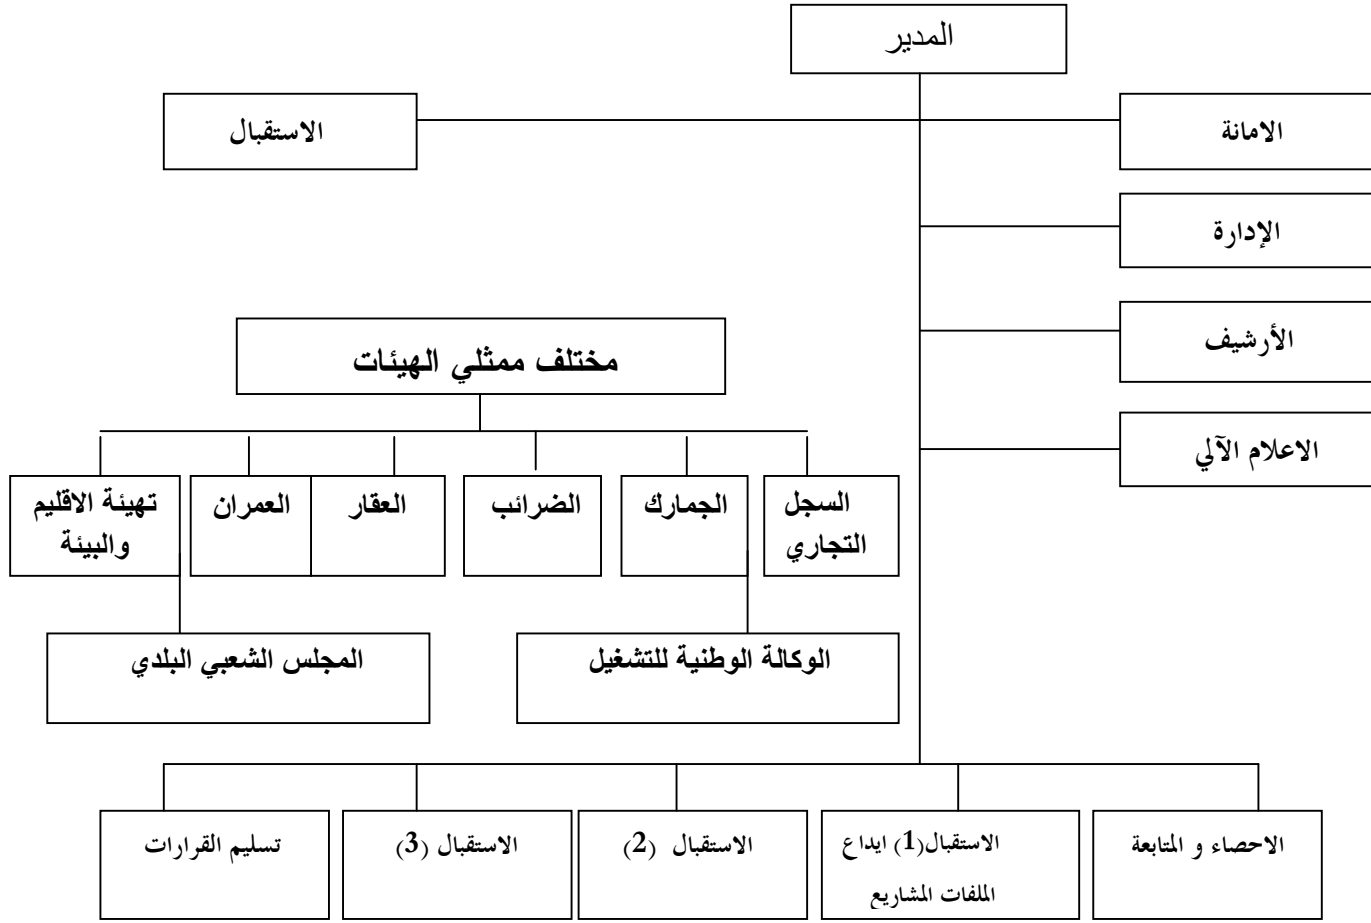 المدير
الامانة
الاستقبال
الإدارة
الأرشيف
مختلف ممثلي الهيئات
الاعلام الآلي
السجل
التجاري
الجمارك
الضرائب
العقار
العمران
تهيئة الاقليم
والبيئة
الوكالة الوطنية للتشغيل
المجلس الشعبي البلدي
الاحصاء و المتابعة
الاستقبال(1) ايداع
الملفات المشاريع
الاستقبال (2)
الاستقبال (3)
تسليم القرارات